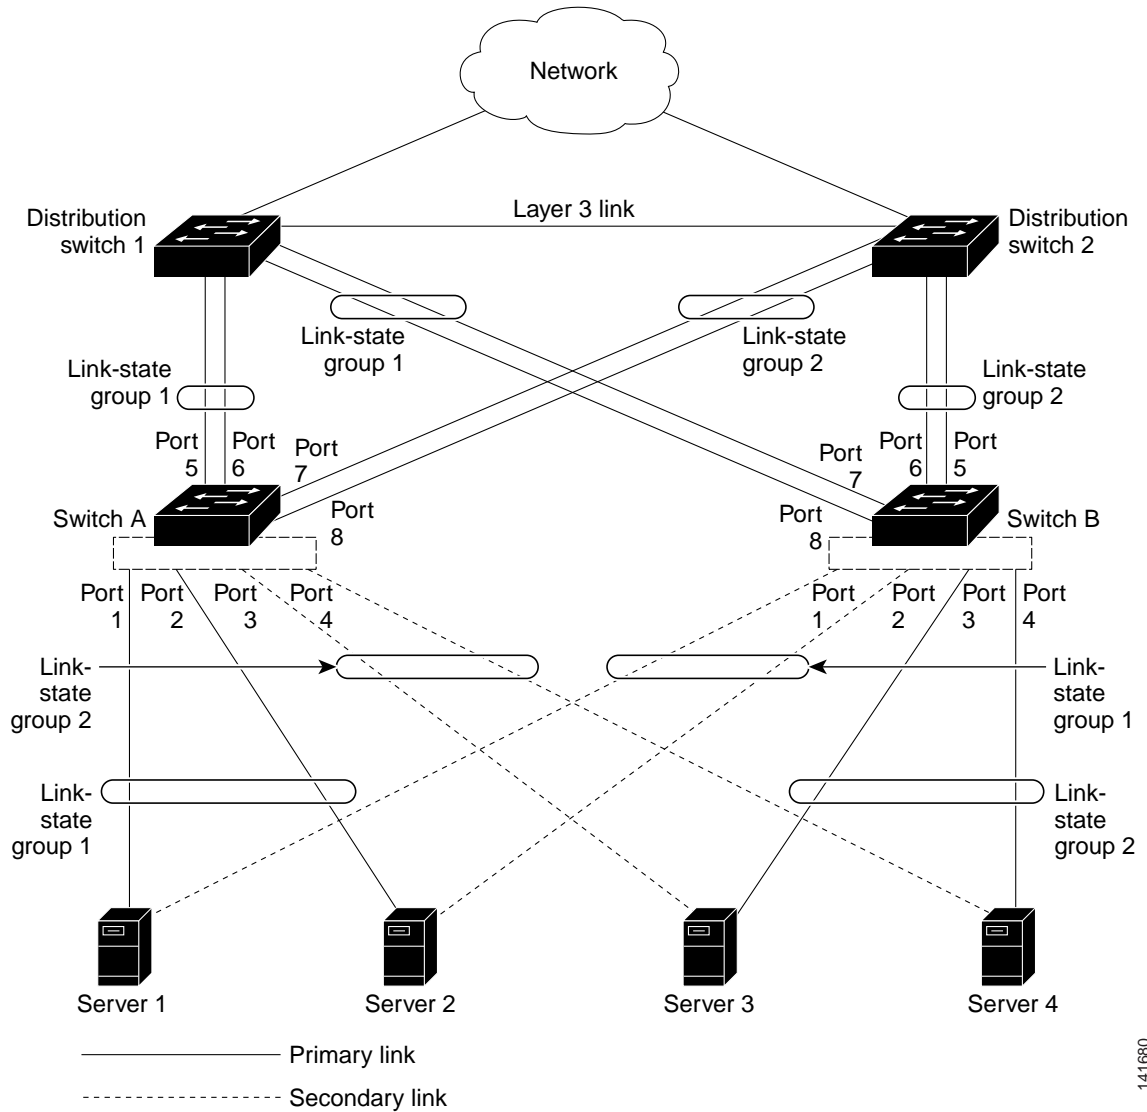 Network
Layer 3 link
Distribution
switch 1
Distribution
switch 2
Link-state
group 1
Link-state
group 2
Link-state
group 1
Link-state
group 2
Port
5
Port
6
Port
7
Port
8
Port
7
Port
6
Port
5
Port
8
Switch A
Switch B
Port
1
Port
2
Port
3
Port
4
Port
1
Port
2
Port
3
Port
4
Link-
state
group 2
Link-
state
group 1
Link-
state
group 1
Link-
state
group 2
Server 1
Server 2
Server 3
Server 4
Primary link
Secondary link
141680